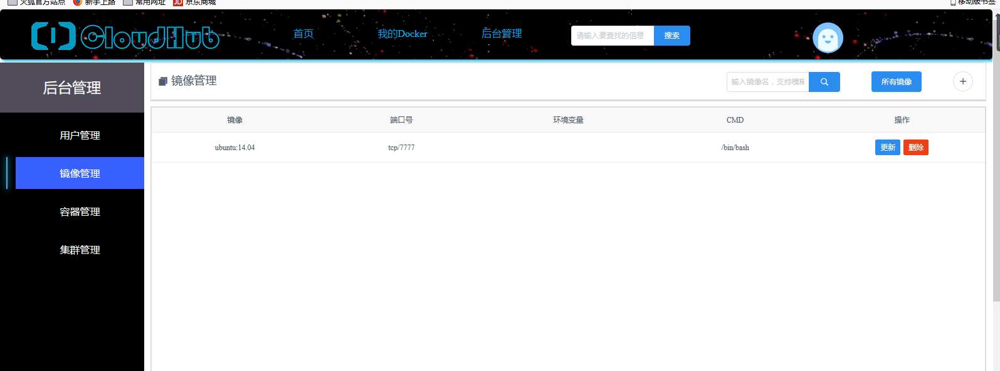 火狐官方站点 新手上路 常用网址 JD 京东商城 移动版书签
CloudHub 首页 我的Docker 后台管理 请输入要查找的信息 搜索
后台管理
镜像管理 输入镜像名，支持模糊 所有镜像 +
镜像 端口号 环境变量 CMD 操作
ubuntu:14.04 tcp/7777 /bin/bash 更新 删除
用户管理
镜像管理
容器管理
集群管理